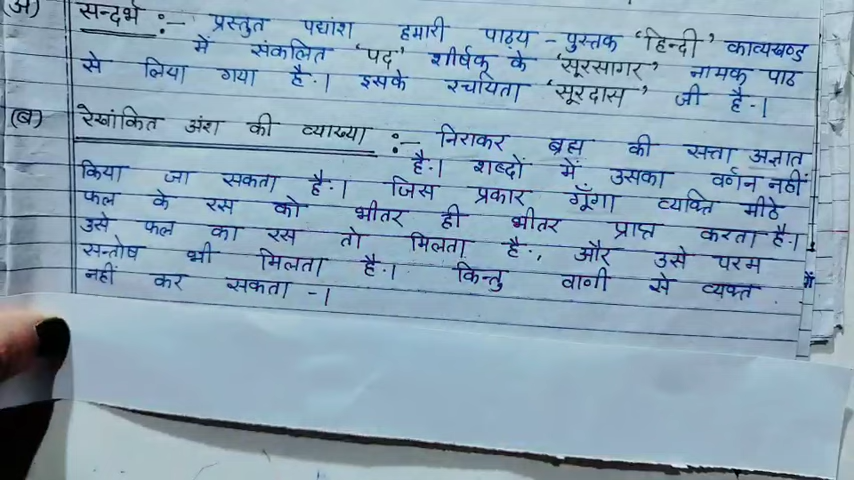 (अ) सन्दर्भ :- प्रस्तुत पद्यांश हमारी पाठ्य - पुस्तक 'हिन्दी' काव्यखण्ड
में संकलित 'पद' शीर्षक के 'सूरसागर' नामक पाठ
से लिया गया है। इसके रचयिता 'सूरदास' जी है।
(ब) रेखांकित अंश की व्याख्या :- निराकर ब्रह्म की सत्ता अज्ञात
है। शब्दों में उसका वर्णन नहीं
किया जा सकता है। जिस प्रकार गूँगा व्यक्ति मीठे
फल के रस को भीतर ही भीतर प्राप्त करता है।
उसे फल का रस तो मिलता है, और उसे परम
सन्तोष भी मिलता है। किन्तु वाणी से व्यक्त
नहीं कर सकता -।